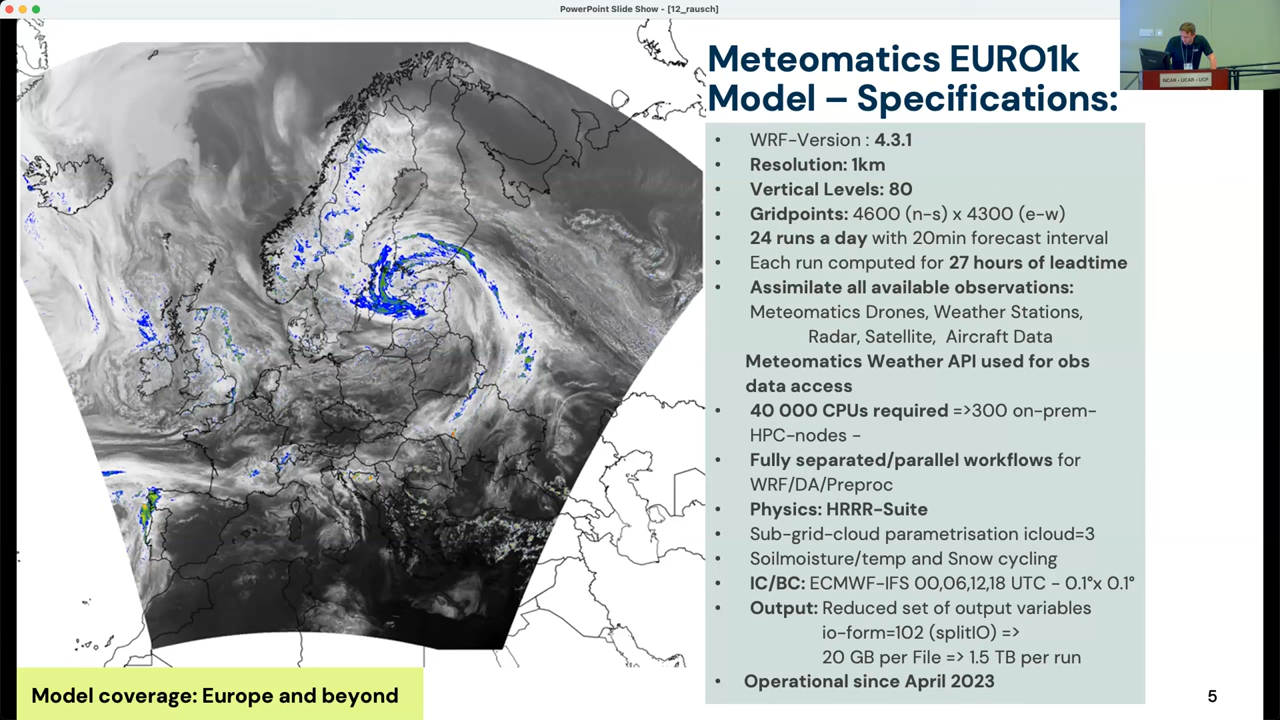 PowerPoint Slide Show - [12_rausch]
Meteomatics EURO1k
Model – Specifications:
• WRF-Version : 4.3.1
• Resolution: 1km
• Vertical Levels: 80
• Gridpoints: 4600 (n-s) x 4300 (e-w)
• 24 runs a day with 20min forecast interval
• Each run computed for 27 hours of leadtime
• Assimilate all available observations:
Meteomatics Drones, Weather Stations,
Radar, Satellite, Aircraft Data
Meteomatics Weather API used for obs
data access
• 40 000 CPUs required =>300 on-prem-
HPC-nodes -
• Fully separated/parallel workflows for
WRF/DA/Preproc
• Physics: HRRR-Suite
• Sub-grid-cloud parametrisation icloud=3
• Soilmoisture/temp and Snow cycling
• IC/BC: ECMWF-IFS 00,06,12,18 UTC - 0.1°x 0.1°
• Output: Reduced set of output variables
io-form=102 (splitIO) =>
20 GB per File => 1.5 TB per run
• Operational since April 2023
Model coverage: Europe and beyond
5
NCAR • UCAR • UCP